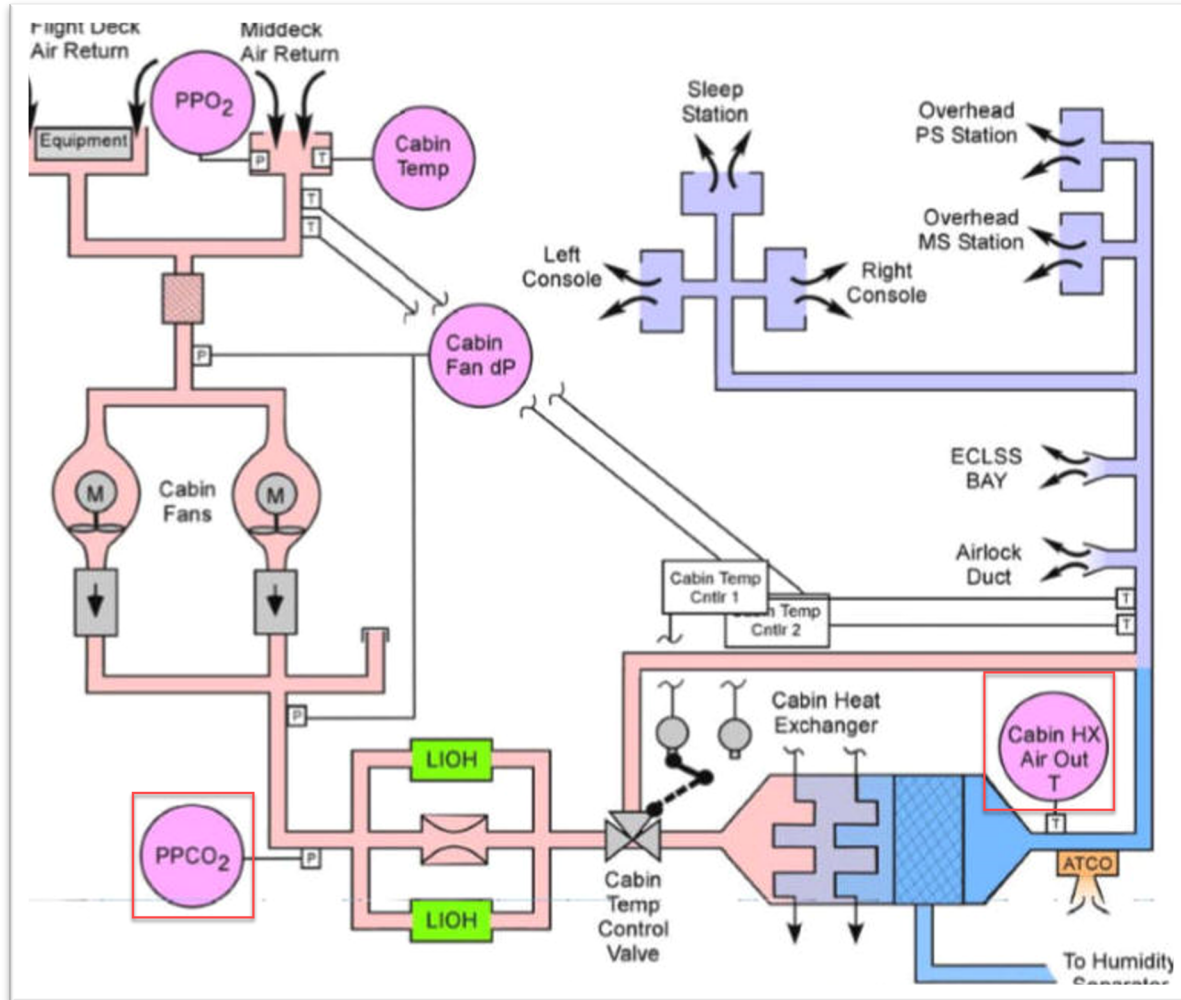 Flight Deck
Air Return
Middeck
Air Return
PPO₂
Equipment
P
T
Cabin
Temp
T
T
Sleep
Station
Overhead
PS Station
Overhead
MS Station
Left
Console
Right
Console
P
Cabin
Fan dP
M
Cabin
Fans
M
ECLSS
BAY
Airlock
Duct
Cabin Temp
Cntlr 1
Temp
Cntlr 2
T
T
P
LIOH
Cabin Heat
Exchanger
Cabin HX
Air Out
T
T
PPCO₂
P
ATCO
LIOH
Cabin
Temp
Control
Valve
To Humidity
Separator